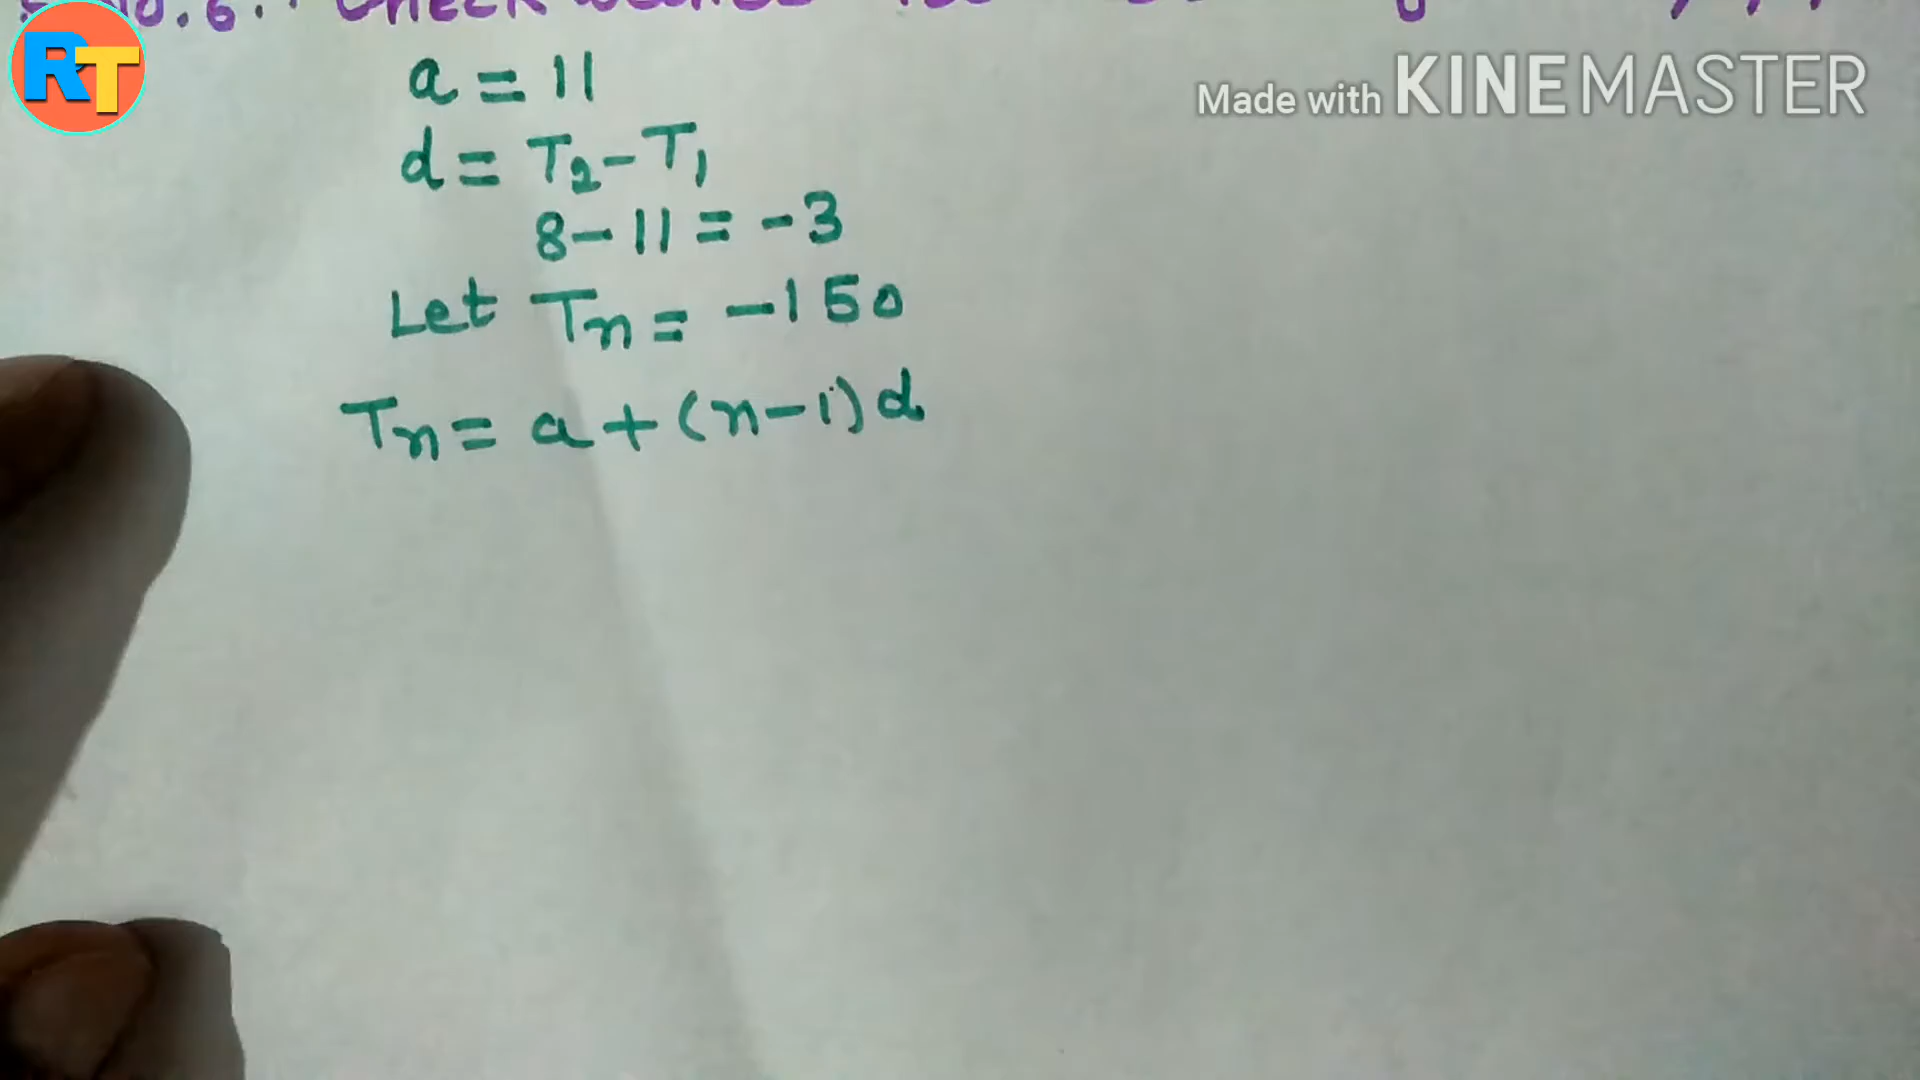 RT
Made with KINEMASTER
a = 11
d = T₂ - T₁
8 - 11 = -3
Let Tn = -150
Tn = a + (n-1) d